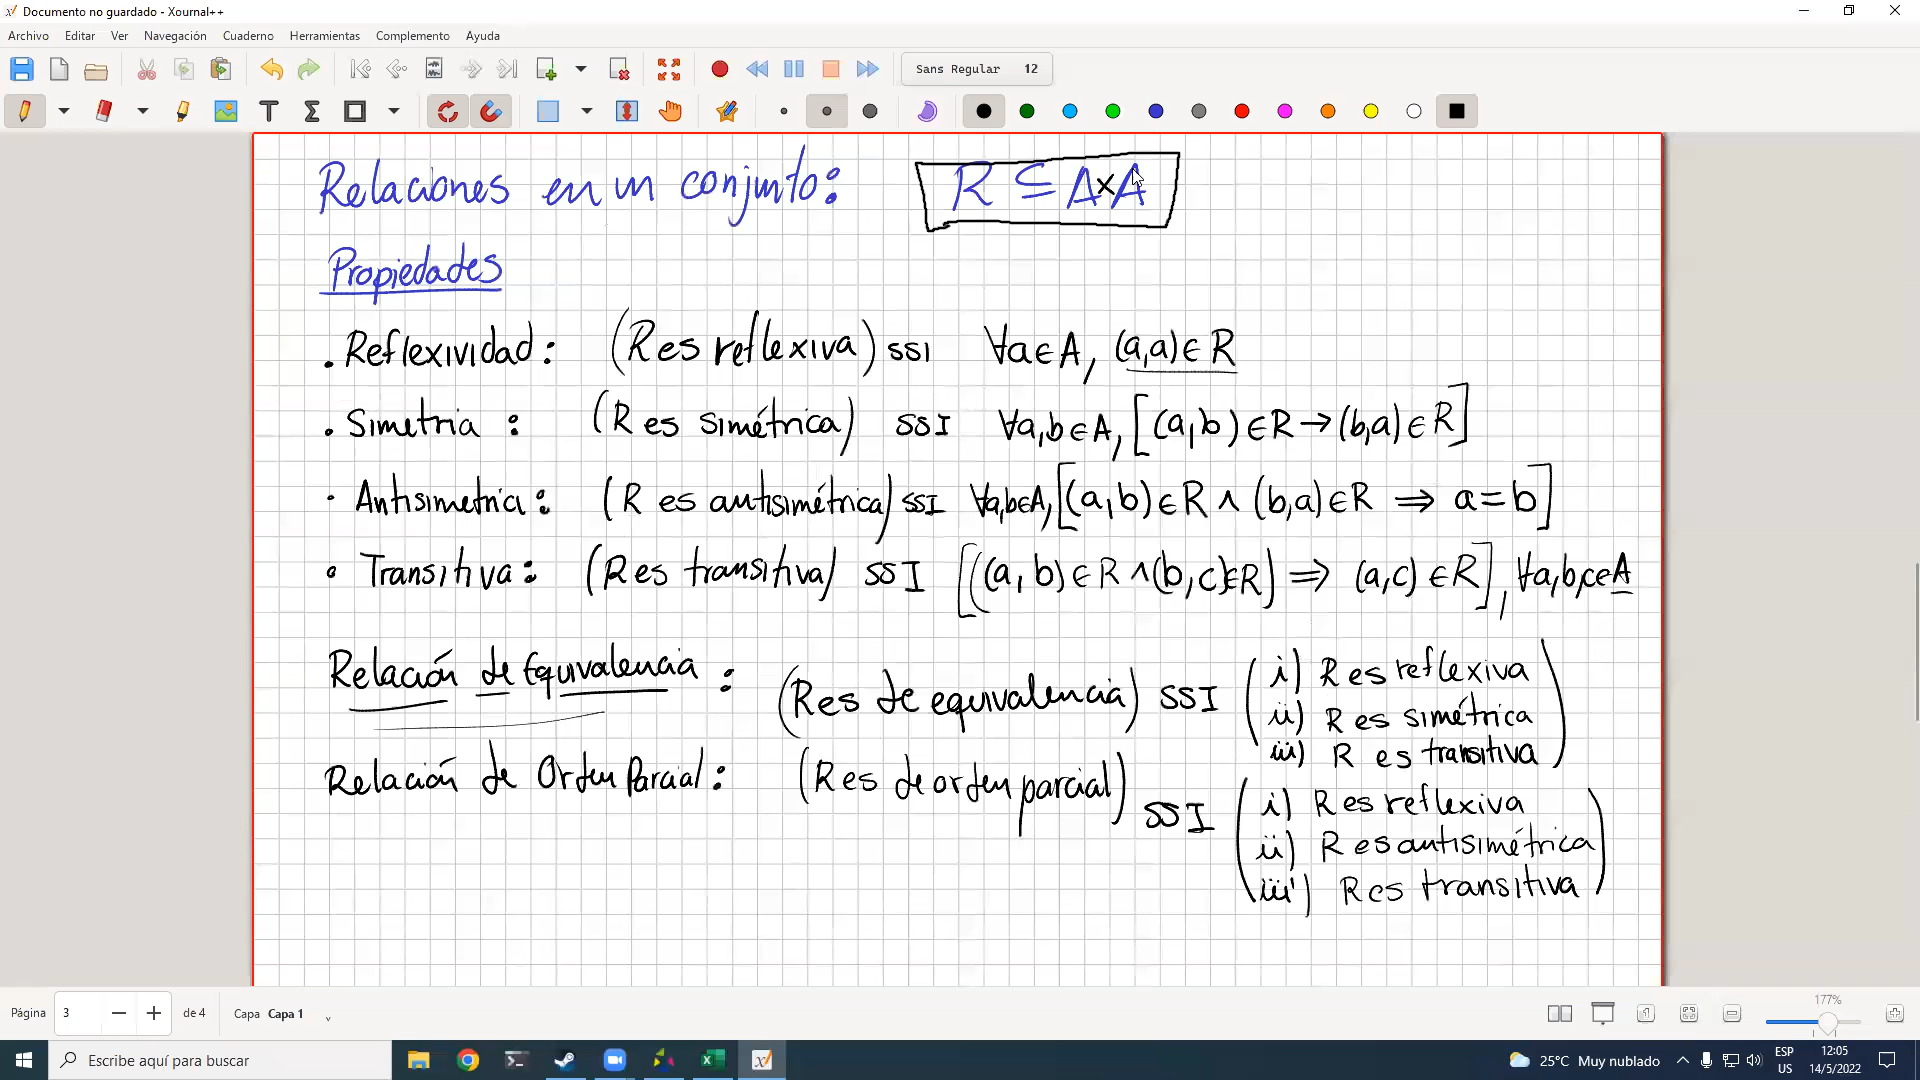 Documento no guardado - Xournal++
Archivo Editar Ver Navegación Cuaderno Herramientas Complemento Ayuda
Sans Regular 12
Relaciones en un conjunto: R ⊆ A×A
Propiedades
• Reflexividad: (R es reflexiva) SSI ∀a∈A, (a,a)∈R
• Simetria: (R es simétrica) SSI ∀a,b∈A, [(a,b)∈R → (b,a)∈R]
• Antisimetria: (R es antisimétrica) SSI ∀a,b∈A, [(a,b)∈R ∧ (b,a)∈R ⟹ a=b]
• Transitiva: (R es transitiva) SSI [((a,b)∈R ∧ (b,c)∈R) ⟹ (a,c)∈R], ∀a,b,c∈A
Relación de Equivalencia: (R es de equivalencia) SSI
i) R es reflexiva
ii) R es simétrica
iii) R es transitiva
Relación de Orden Parcial: (R es de orden parcial) SSI
i) R es reflexiva
ii) R es antisimétrica
iii) R es transitiva
Página 3 de 4 Capa Capa 1
177%
Escribe aquí para buscar
25°C Muy nublado
ESP
US
12:05
14/5/2022